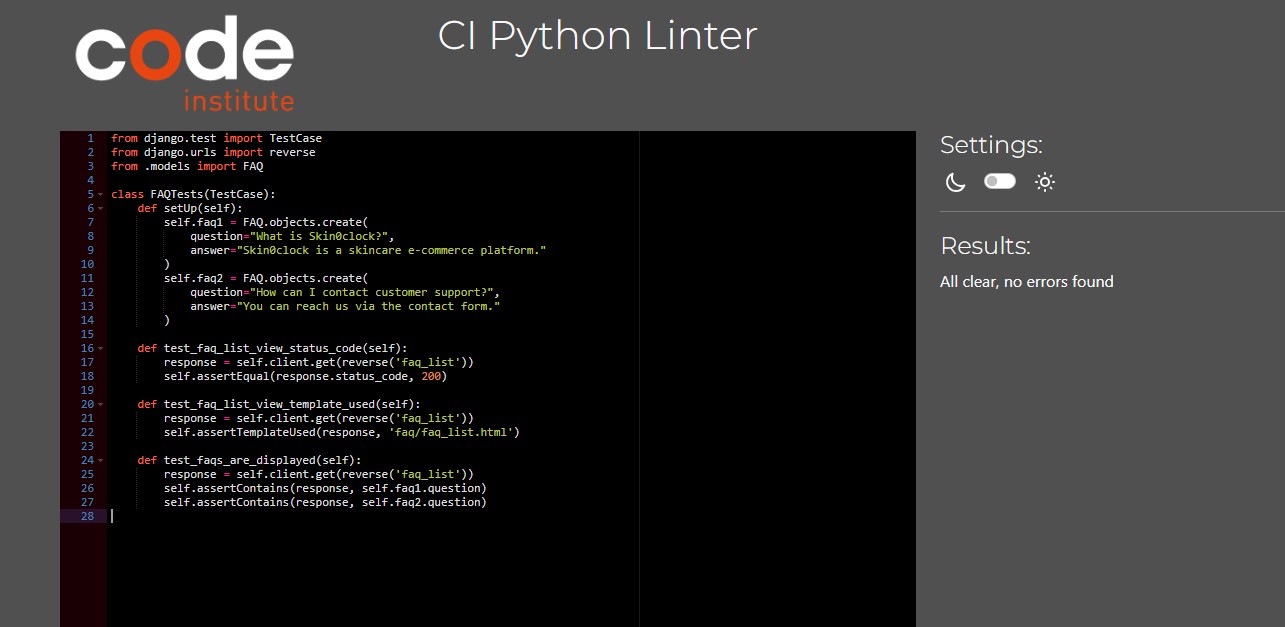 code
institute
CI Python Linter
1 from django.test import TestCase
2 from django.urls import reverse
3 from .models import FAQ
4
5 class FAQTests(TestCase):
6     def setUp(self):
7         self.faq1 = FAQ.objects.create(
8             question="What is Skin0clock?",
9             answer="Skin0clock is a skincare e-commerce platform."
10         )
11         self.faq2 = FAQ.objects.create(
12             question="How can I contact customer support?",
13             answer="You can reach us via the contact form."
14         )
15
16     def test_faq_list_view_status_code(self):
17         response = self.client.get(reverse('faq_list'))
18         self.assertEqual(response.status_code, 200)
19
20     def test_faq_list_view_template_used(self):
21         response = self.client.get(reverse('faq_list'))
22         self.assertTemplateUsed(response, 'faq/faq_list.html')
23
24     def test_faqs_are_displayed(self):
25         response = self.client.get(reverse('faq_list'))
26         self.assertContains(response, self.faq1.question)
27         self.assertContains(response, self.faq2.question)
28
Settings:
Results:
All clear, no errors found